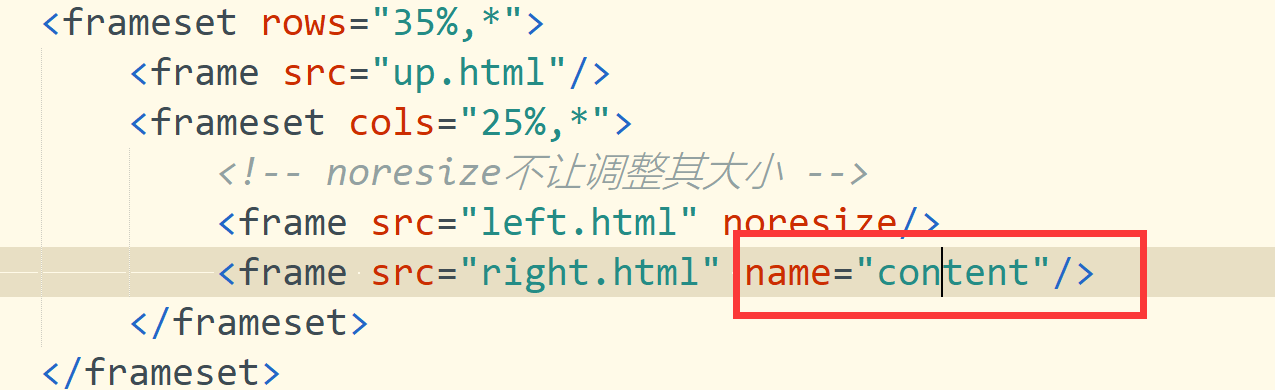 <frameset rows="35%,*">
<frame src="up.html"/>
<frameset cols="25%,*">
<!-- noresize不让调整其大小 -->
<frame src="left.html" noresize/>
<frame src="right.html" name="content"/>
</frameset>
</frameset>